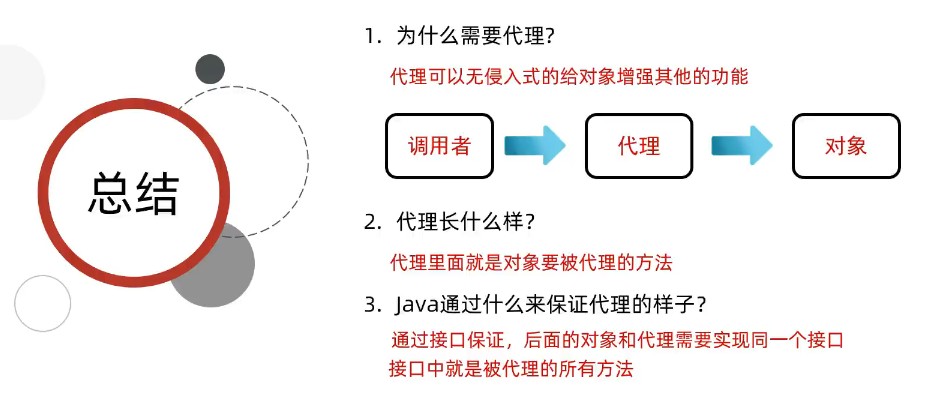 总结
1. 为什么需要代理?
代理可以无侵入式的给对象增强其他的功能
调用者
代理
对象
2. 代理长什么样?
代理里面就是对象要被代理的方法
3. Java通过什么来保证代理的样子?
通过接口保证，后面的对象和代理需要实现同一个接口
接口中就是被代理的所有方法